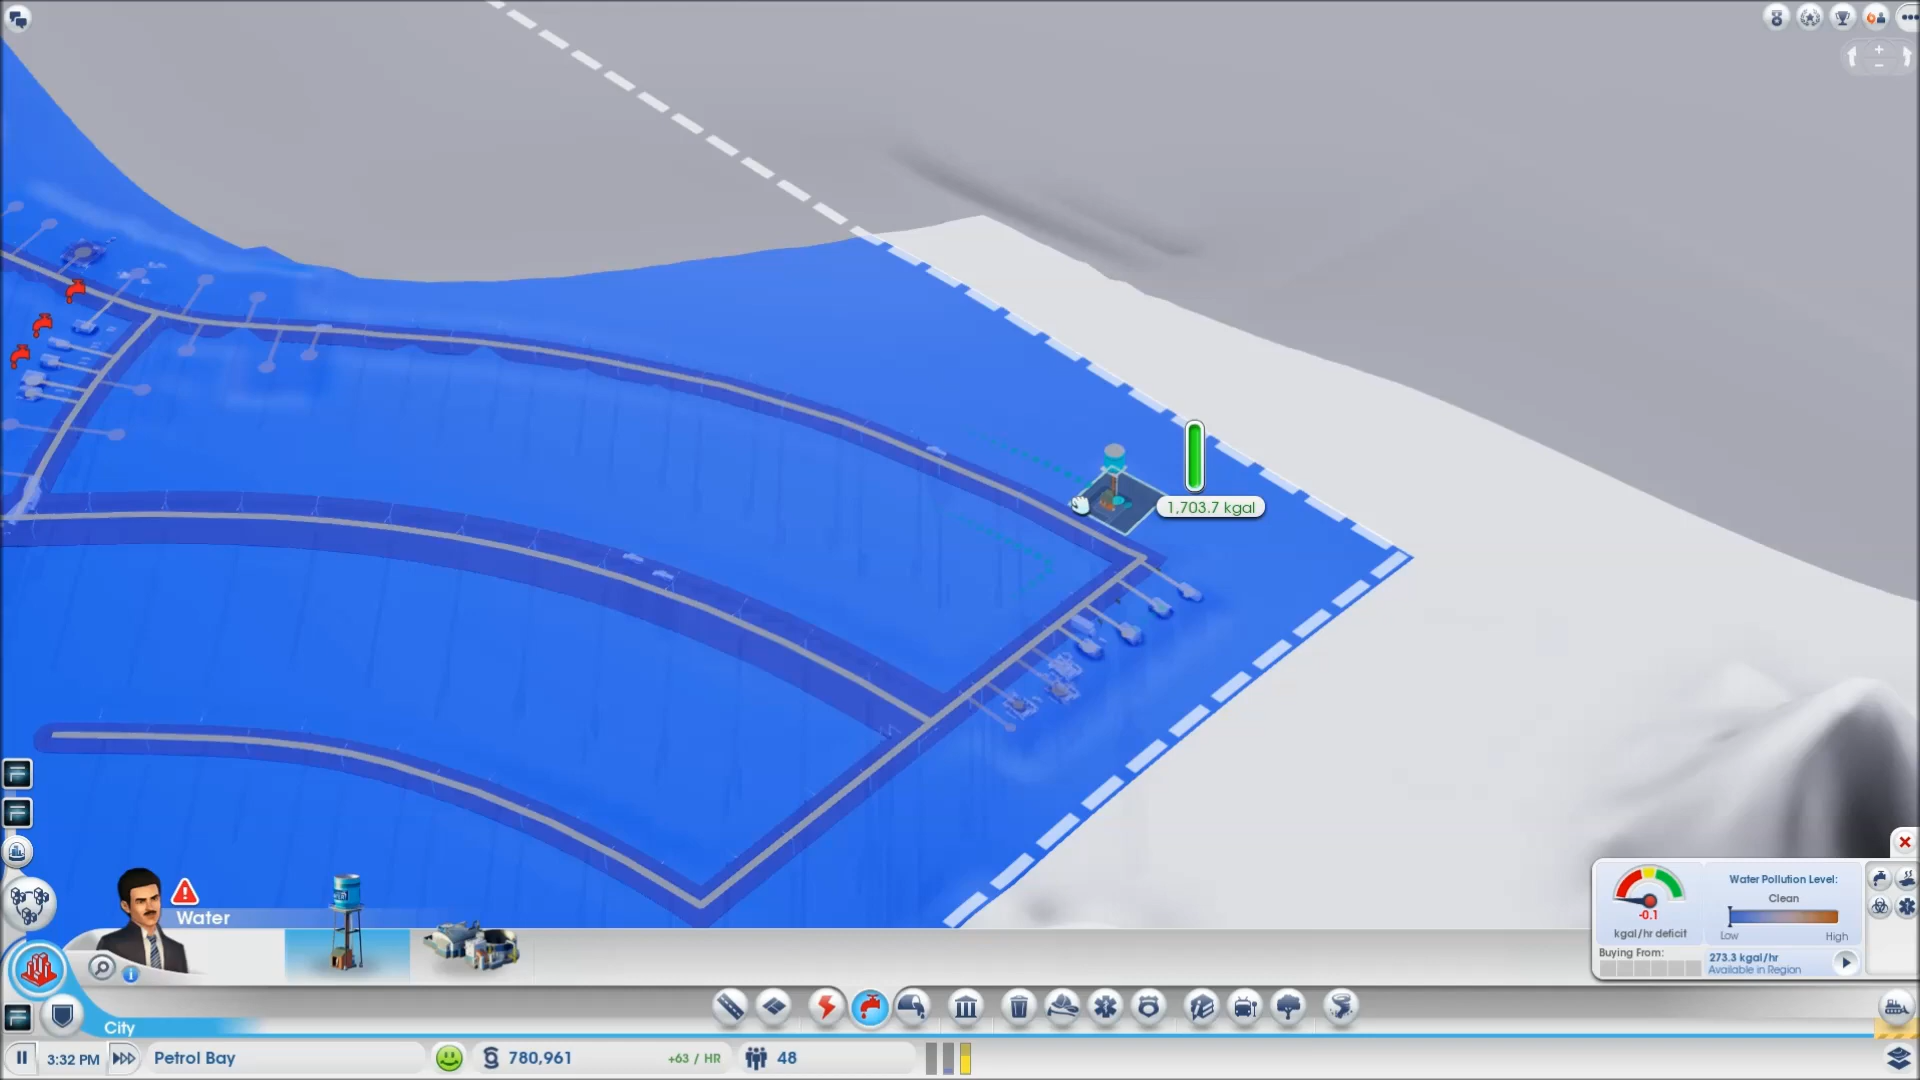 1,703.7 kgal
Water
-0.1
kgal/hr deficit
Water Pollution Level:
Clean
Low
High
Buying From:
273.3 kgal/hr
Available in Region
City
3:32 PM
Petrol Bay
780,961
+63 / HR
48